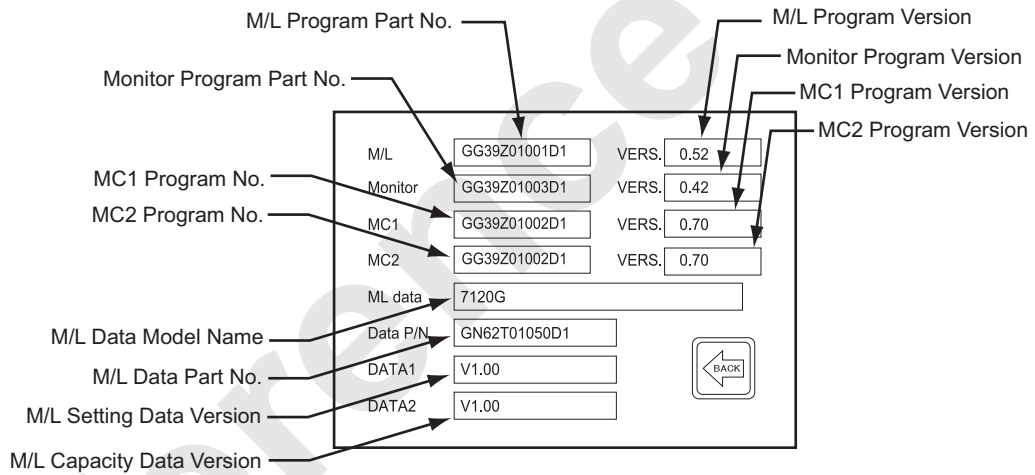 M/L Program Part No.
M/L Program Version
Monitor Program Part No.
Monitor Program Version
MC1 Program Version
MC2 Program Version
MC1 Program No.
MC2 Program No.
M/L GG39Z01001D1 VERS. 0.52
Monitor GG39Z01003D1 VERS. 0.42
MC1 GG39Z01002D1 VERS. 0.70
MC2 GG39Z01002D1 VERS. 0.70
ML data 7120G
Data P/N GN62T01050D1
DATA1 V1.00
DATA2 V1.00
BACK
M/L Data Model Name
M/L Data Part No.
M/L Setting Data Version
M/L Capacity Data Version